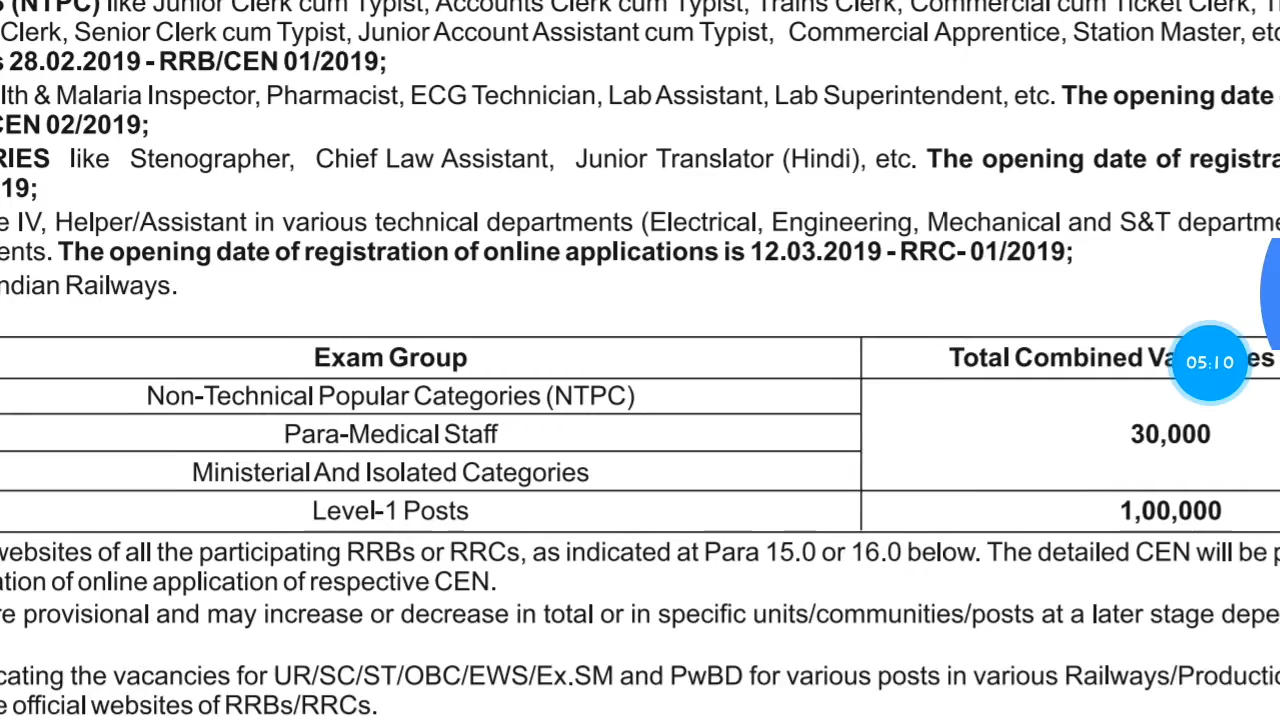 (NTPC) like Junior Clerk cum Typist, Accounts Clerk cum Typist, Trains Clerk, Commercial cum Ticket Clerk,
Clerk, Senior Clerk cum Typist, Junior Account Assistant cum Typist, Commercial Apprentice, Station Master, etc
s 28.02.2019 - RRB/CEN 01/2019;
lth & Malaria Inspector, Pharmacist, ECG Technician, Lab Assistant, Lab Superintendent, etc. The opening date
CEN 02/2019;
RIES like Stenographer, Chief Law Assistant, Junior Translator (Hindi), etc. The opening date of registra
19;
e IV, Helper/Assistant in various technical departments (Electrical, Engineering, Mechanical and S&T departme
ents. The opening date of registration of online applications is 12.03.2019 - RRC- 01/2019;
ndian Railways.
Exam Group
Total Combined Va es
05:10
Non-Technical Popular Categories (NTPC)
Para-Medical Staff
30,000
Ministerial And Isolated Categories
Level-1 Posts
1,00,000
websites of all the participating RRBs or RRCs, as indicated at Para 15.0 or 16.0 below. The detailed CEN will be p
ation of online application of respective CEN.
re provisional and may increase or decrease in total or in specific units/communities/posts at a later stage depe
cating the vacancies for UR/SC/ST/OBC/EWS/Ex.SM and PwBD for various posts in various Railways/Productio
e official websites of RRBs/RRCs.